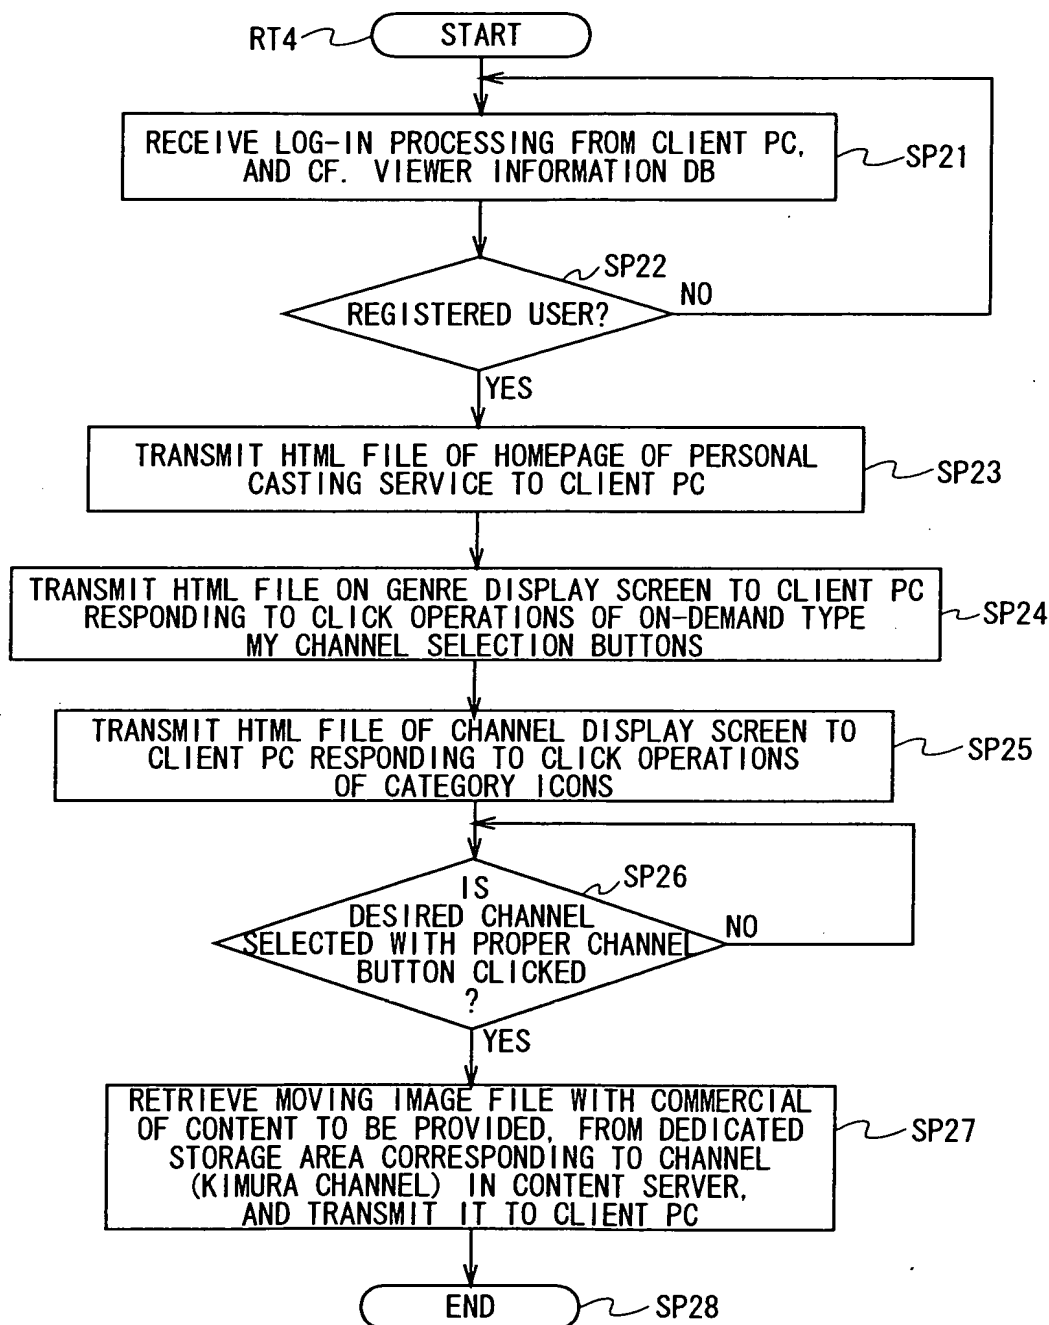 RT4
START
RECEIVE LOG-IN PROCESSING FROM CLIENT PC,
AND CF. VIEWER INFORMATION DB
SP21
SP22
REGISTERED USER?
NO
YES
TRANSMIT HTML FILE OF HOMEPAGE OF PERSONAL
CASTING SERVICE TO CLIENT PC
SP23
TRANSMIT HTML FILE ON GENRE DISPLAY SCREEN TO CLIENT PC
RESPONDING TO CLICK OPERATIONS OF ON-DEMAND TYPE
MY CHANNEL SELECTION BUTTONS
SP24
TRANSMIT HTML FILE OF CHANNEL DISPLAY SCREEN TO
CLIENT PC RESPONDING TO CLICK OPERATIONS
OF CATEGORY ICONS
SP25
SP26
IS
DESIRED CHANNEL
SELECTED WITH PROPER CHANNEL
BUTTON CLICKED
?
NO
YES
RETRIEVE MOVING IMAGE FILE WITH COMMERCIAL
OF CONTENT TO BE PROVIDED, FROM DEDICATED
STORAGE AREA CORRESPONDING TO CHANNEL
(KIMURA CHANNEL) IN CONTENT SERVER,
AND TRANSMIT IT TO CLIENT PC
SP27
END
SP28